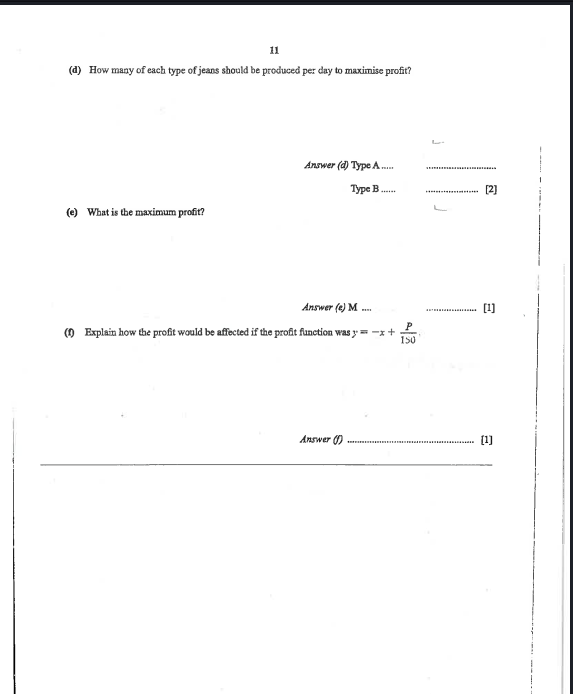 11
(d) How many of each type of jeans should be produced per day to maximise profit?
Answer (d) Type A ..... ............................
Type B ...... ..................... [2]
(e) What is the maximum profit?
Answer (e) M .... .................... [1]
(f) Explain how the profit would be affected if the profit function was y = −x + P/150.
Answer (f) .................................................... [1]